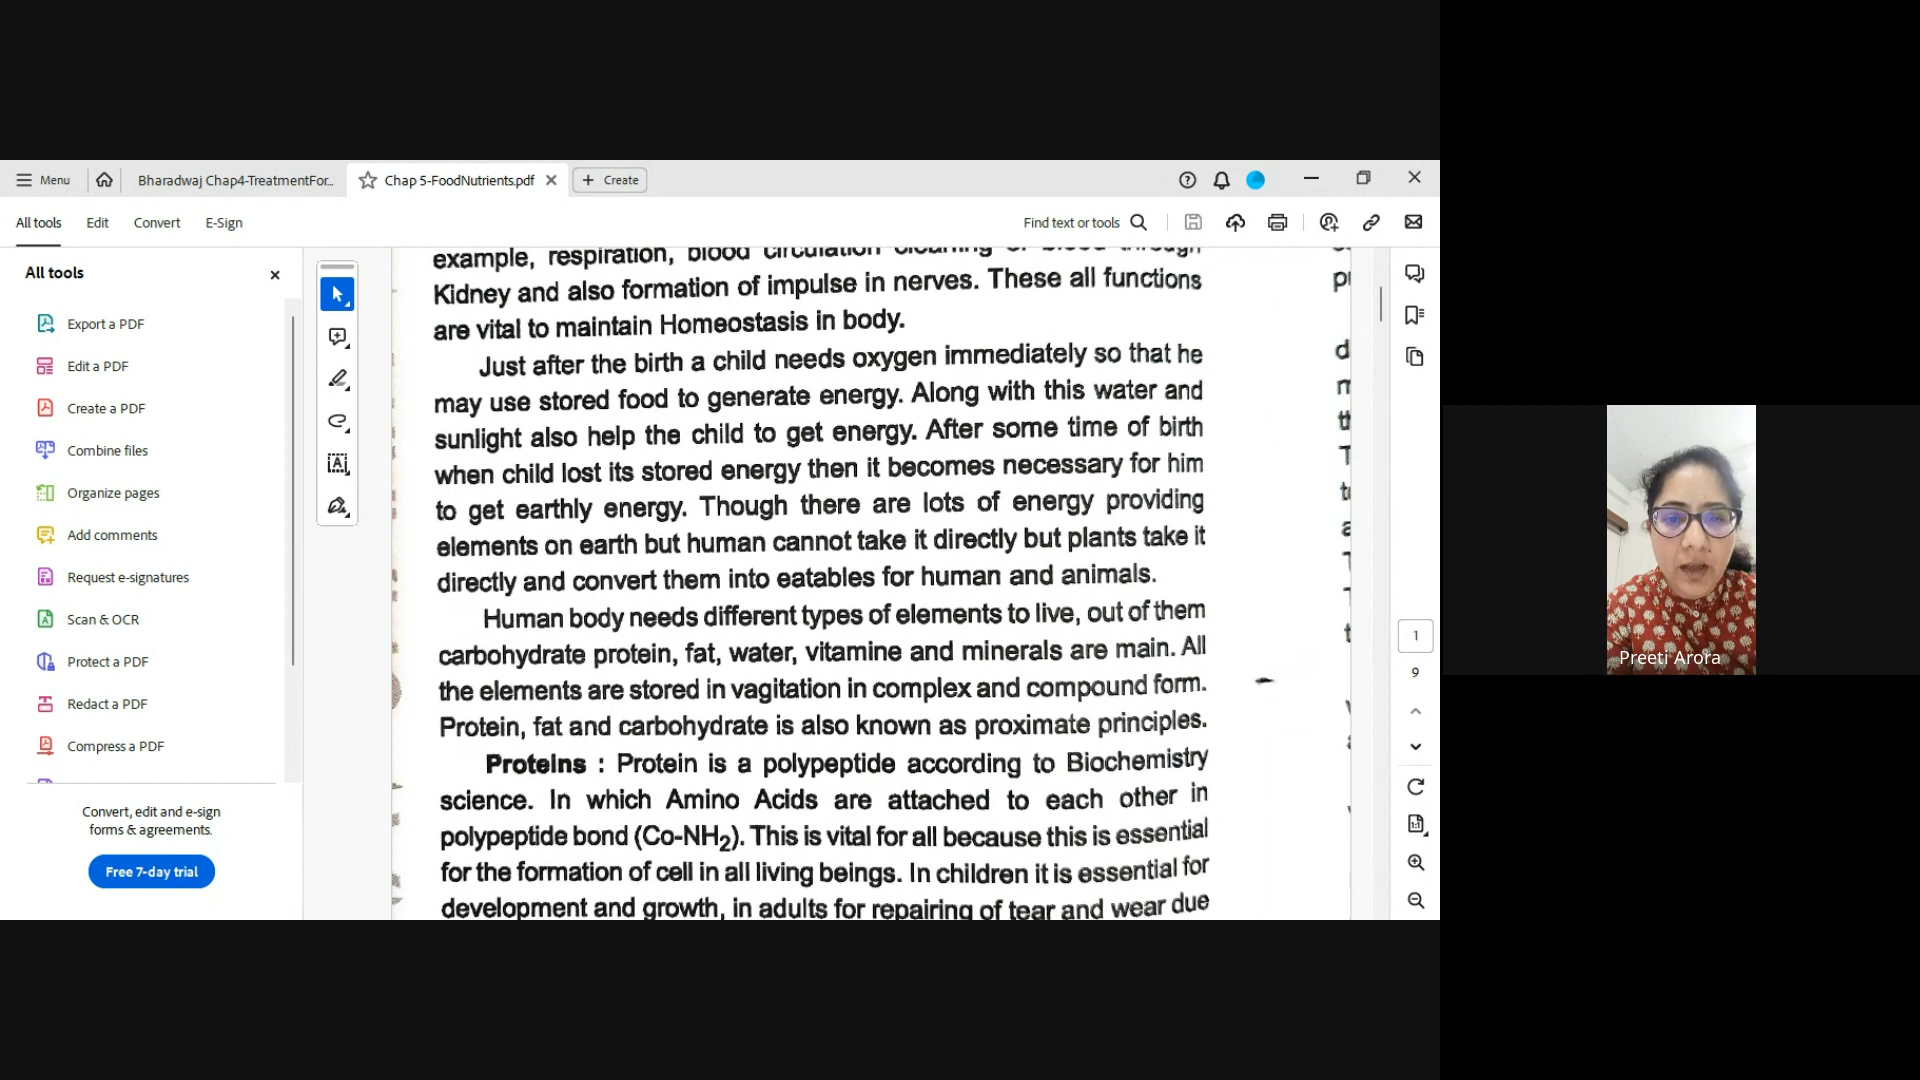 Menu
Bharadwaj Chap4-TreatmentFor...
Chap 5-FoodNutrients.pdf
Create
All tools
Edit
Convert
E-Sign
Find text or tools
All tools
Export a PDF
Edit a PDF
Create a PDF
Combine files
Organize pages
Add comments
Request e-signatures
Scan & OCR
Protect a PDF
Redact a PDF
Compress a PDF
Convert, edit and e-sign
forms & agreements.
Free 7-day trial
example, respiration, blood circulation cleaning of blood through
Kidney and also formation of impulse in nerves. These all functions
are vital to maintain Homeostasis in body.
Just after the birth a child needs oxygen immediately so that he
may use stored food to generate energy. Along with this water and
sunlight also help the child to get energy. After some time of birth
when child lost its stored energy then it becomes necessary for him
to get earthly energy. Though there are lots of energy providing
elements on earth but human cannot take it directly but plants take it
directly and convert them into eatables for human and animals.
Human body needs different types of elements to live, out of them
carbohydrate protein, fat, water, vitamine and minerals are main. All
the elements are stored in vagitation in complex and compound form.
Protein, fat and carbohydrate is also known as proximate principles.
Proteins : Protein is a polypeptide according to Biochemistry
science. In which Amino Acids are attached to each other in
polypeptide bond (Co-NH2). This is vital for all because this is essential
for the formation of cell in all living beings. In children it is essential for
development and growth, in adults for repairing of tear and wear due
1
9
Preeti Arora